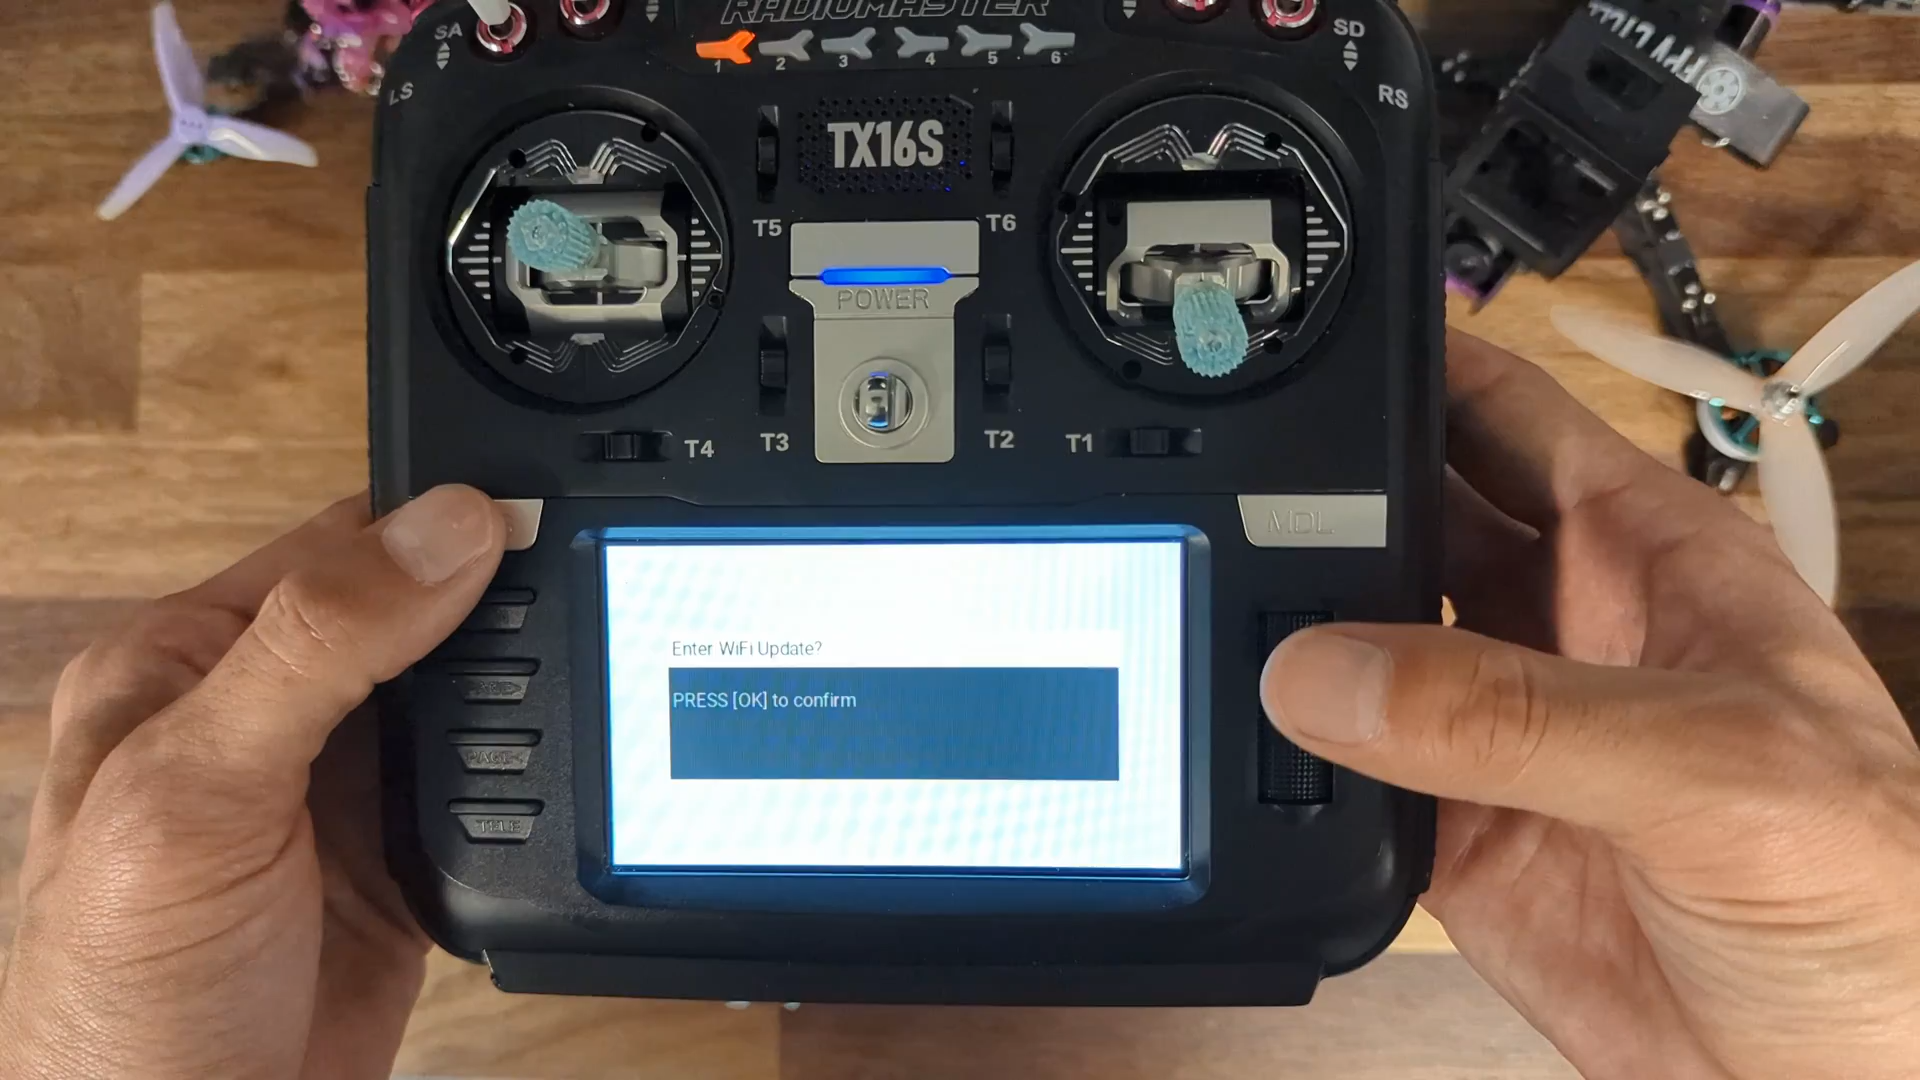 RADIOMASTER
SA
SD
1 2 3 4 5 6
LS
RS
TX16S
T5
T6
POWER
T4
T3
T2
T1
MDL
Enter WiFi Update?
PRESS [OK] to confirm
PAGE<
TELE